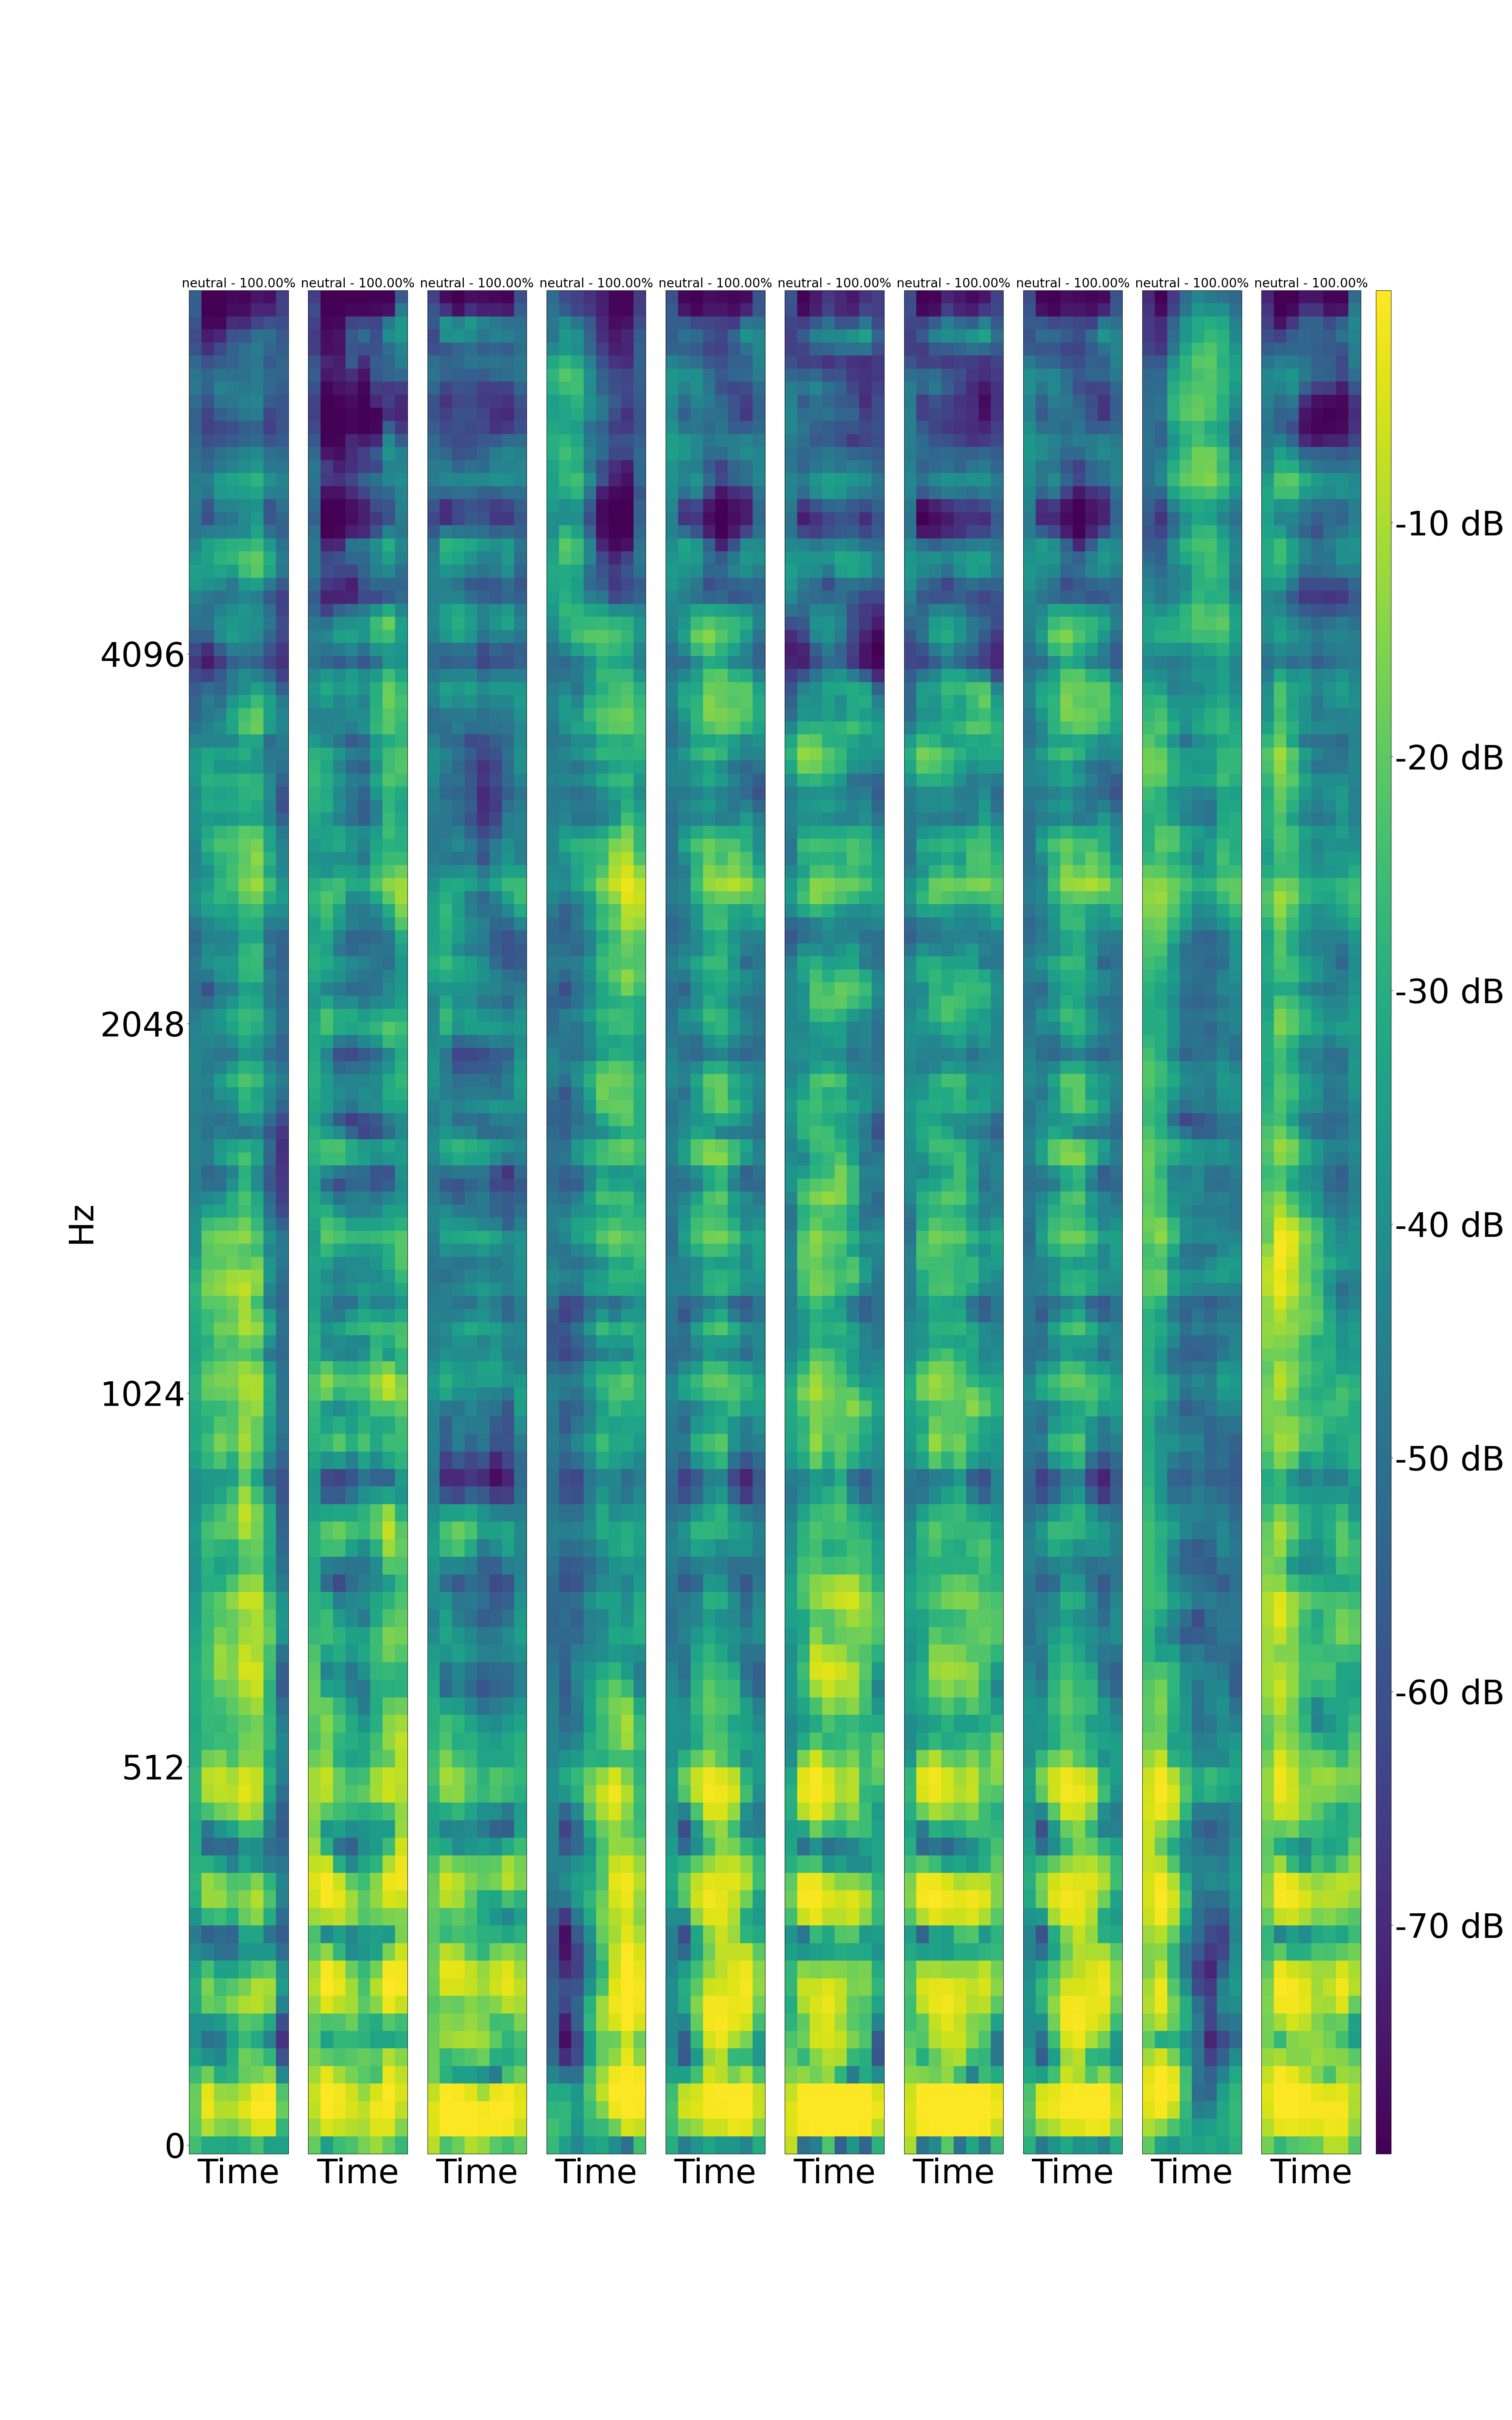 neutral - 100.00% neutral - 100.00% neutral - 100.00% neutral - 100.00% neutral - 100.00% neutral - 100.00% neutral - 100.00% neutral - 100.00% neutral - 100.00% neutral - 100.00%
-10 dB
4096
-20 dB
-30 dB
2048
Hz
-40 dB
1024
-50 dB
-60 dB
512
-70 dB
0
Time Time Time Time Time Time Time Time Time Time